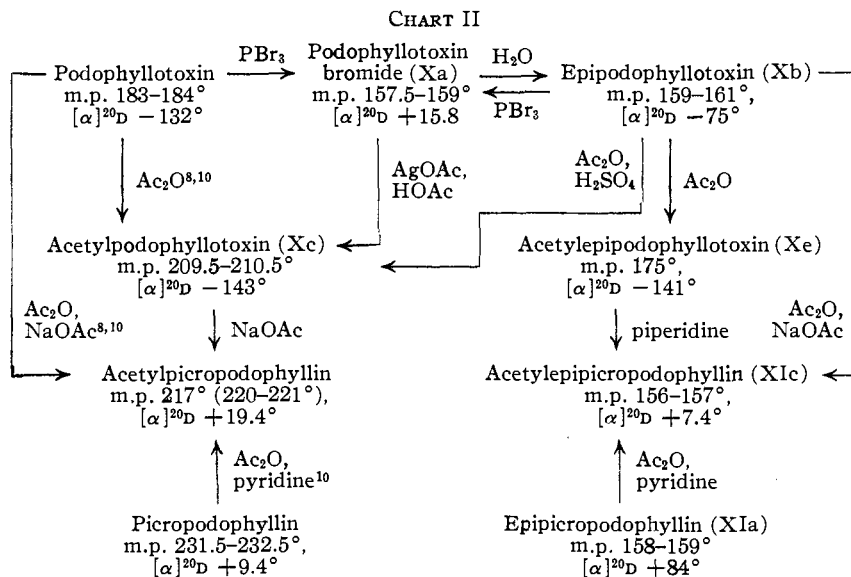 CHART II
Podophyllotoxin
m.p. 183–184°
[α]²⁰D −132°
PBr₃
Podophyllotoxin
bromide (Xa)
m.p. 157.5–159°
[α]²⁰D +15.8
H₂O
PBr₃
Epipodophyllotoxin (Xb)
m.p. 159–161°,
[α]²⁰D −75°
Ac₂O⁸,¹⁰
AgOAc,
HOAc
Ac₂O,
H₂SO₄
Ac₂O
Acetylpodophyllotoxin (Xc)
m.p. 209.5–210.5°
[α]²⁰D −143°
Acetylepipodophyllotoxin (Xe)
m.p. 175°,
[α]²⁰D −141°
Ac₂O,
NaOAc⁸,¹⁰
NaOAc
piperidine
Ac₂O,
NaOAc
Acetylpicropodophyllin
m.p. 217° (220–221°),
[α]²⁰D +19.4°
Acetylepipicropodophyllin (XIc)
m.p. 156–157°,
[α]²⁰D +7.4°
Ac₂O,
pyridine¹⁰
Ac₂O,
pyridine
Picropodophyllin
m.p. 231.5–232.5°,
[α]²⁰D +9.4°
Epipicropodophyllin (XIa)
m.p. 158–159°
[α]²⁰D +84°